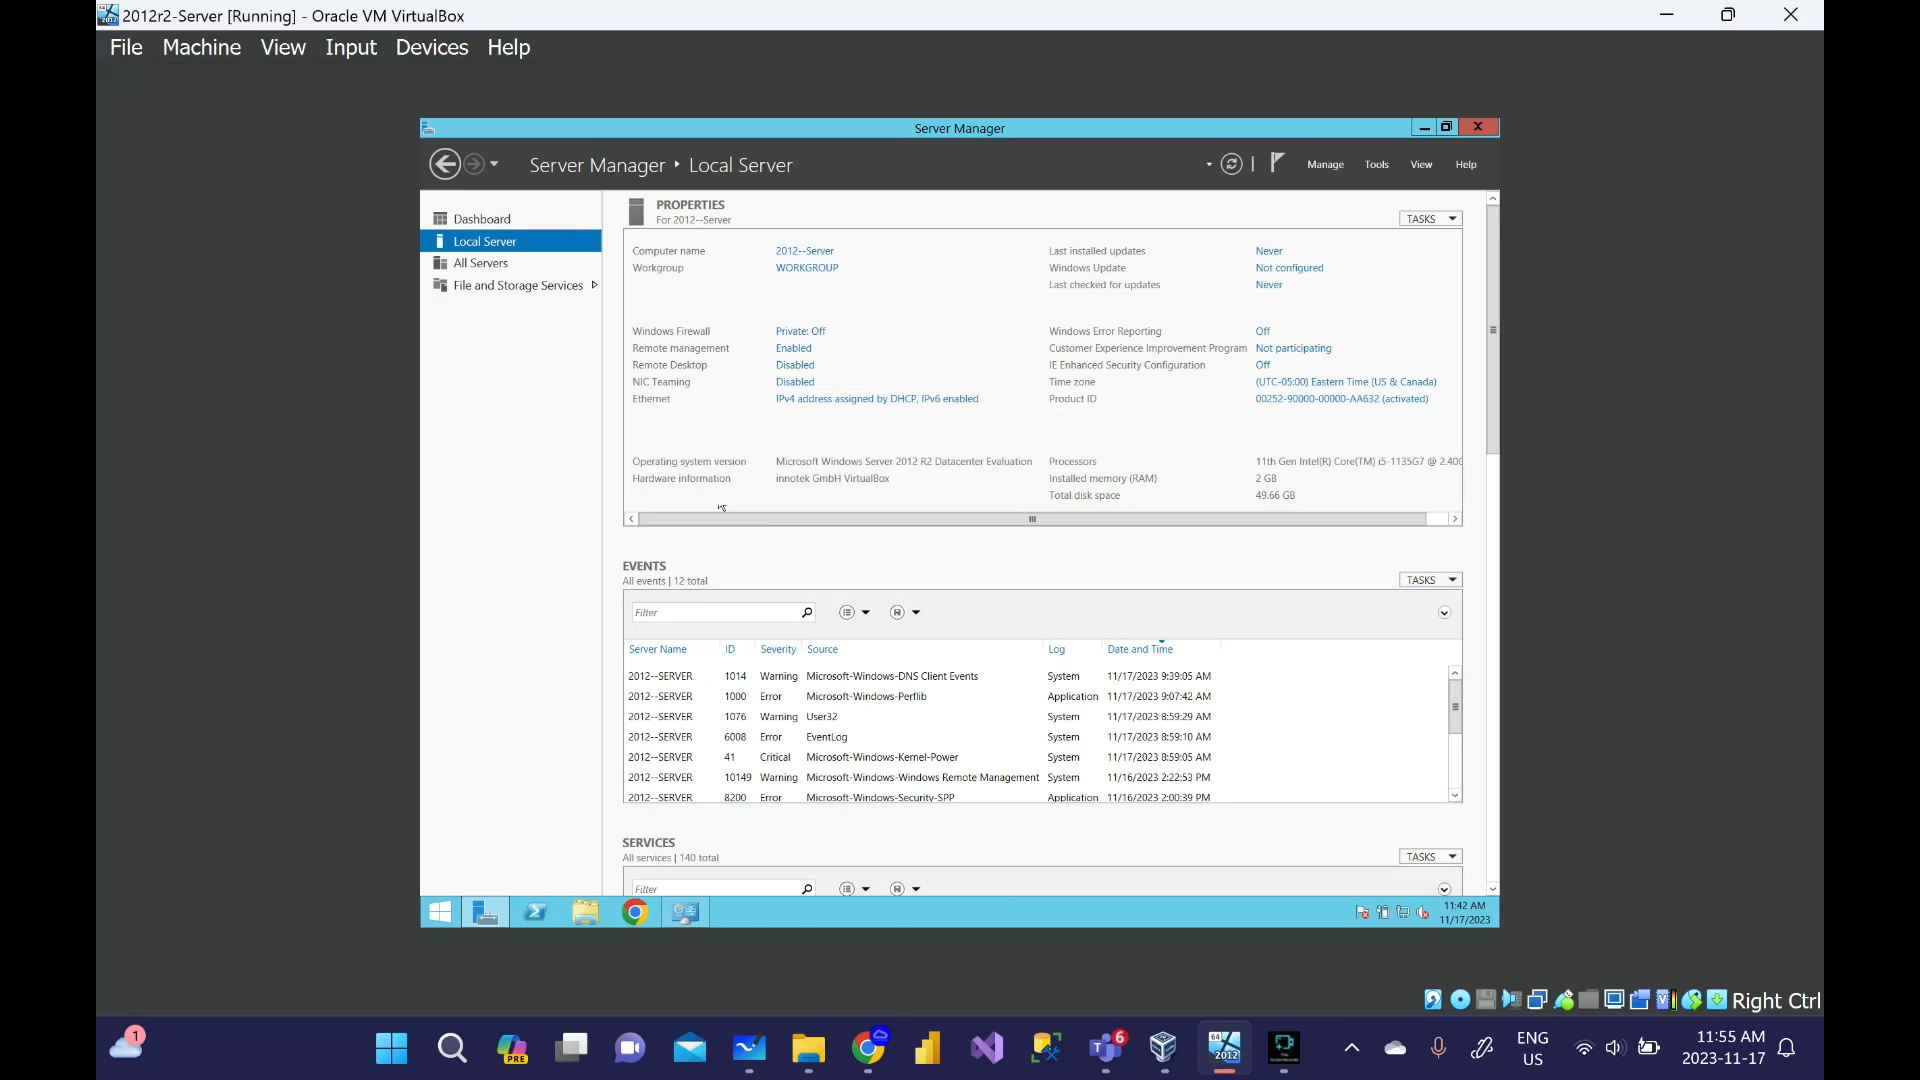 2012r2-Server [Running] - Oracle VM VirtualBox
File Machine View Input Devices Help
Server Manager
Server Manager Local Server
Manage Tools View Help
Dashboard
Local Server
All Servers
File and Storage Services
PROPERTIES
For 2012--Server
TASKS
Computer name 2012--Server
Workgroup WORKGROUP
Last installed updates Never
Windows Update Not configured
Last checked for updates Never
Windows Firewall Private: Off
Remote management Enabled
Remote Desktop Disabled
NIC Teaming Disabled
Ethernet IPv4 address assigned by DHCP, IPv6 enabled
Windows Error Reporting Off
Customer Experience Improvement Program Not participating
IE Enhanced Security Configuration Off
Time zone (UTC-05:00) Eastern Time (US & Canada)
Product ID 00252-90000-00000-AA632 (activated)
Operating system version Microsoft Windows Server 2012 R2 Datacenter Evaluation
Hardware information innotek GmbH VirtualBox
Processors 11th Gen Intel(R) Core(TM) i5-1135G7 @ 2.40
Installed memory (RAM) 2 GB
Total disk space 49.66 GB
EVENTS
All events | 12 total
TASKS
Filter
Server Name ID Severity Source Log Date and Time
2012--SERVER 1014 Warning Microsoft-Windows-DNS Client Events System 11/17/2023 9:39:05 AM
2012--SERVER 1000 Error Microsoft-Windows-Perflib Application 11/17/2023 9:07:42 AM
2012--SERVER 1076 Warning User32 System 11/17/2023 8:59:29 AM
2012--SERVER 6008 Error EventLog System 11/17/2023 8:59:10 AM
2012--SERVER 41 Critical Microsoft-Windows-Kernel-Power System 11/17/2023 8:59:05 AM
2012--SERVER 10149 Warning Microsoft-Windows-Windows Remote Management System 11/16/2023 2:22:53 PM
2012--SERVER 8200 Error Microsoft-Windows-Security-SPP Application 11/16/2023 2:00:39 PM
SERVICES
All services | 140 total
TASKS
Filter
11:42 AM
11/17/2023
Right Ctrl
1
PRE
6
64
2012
ENG
US
11:55 AM
2023-11-17